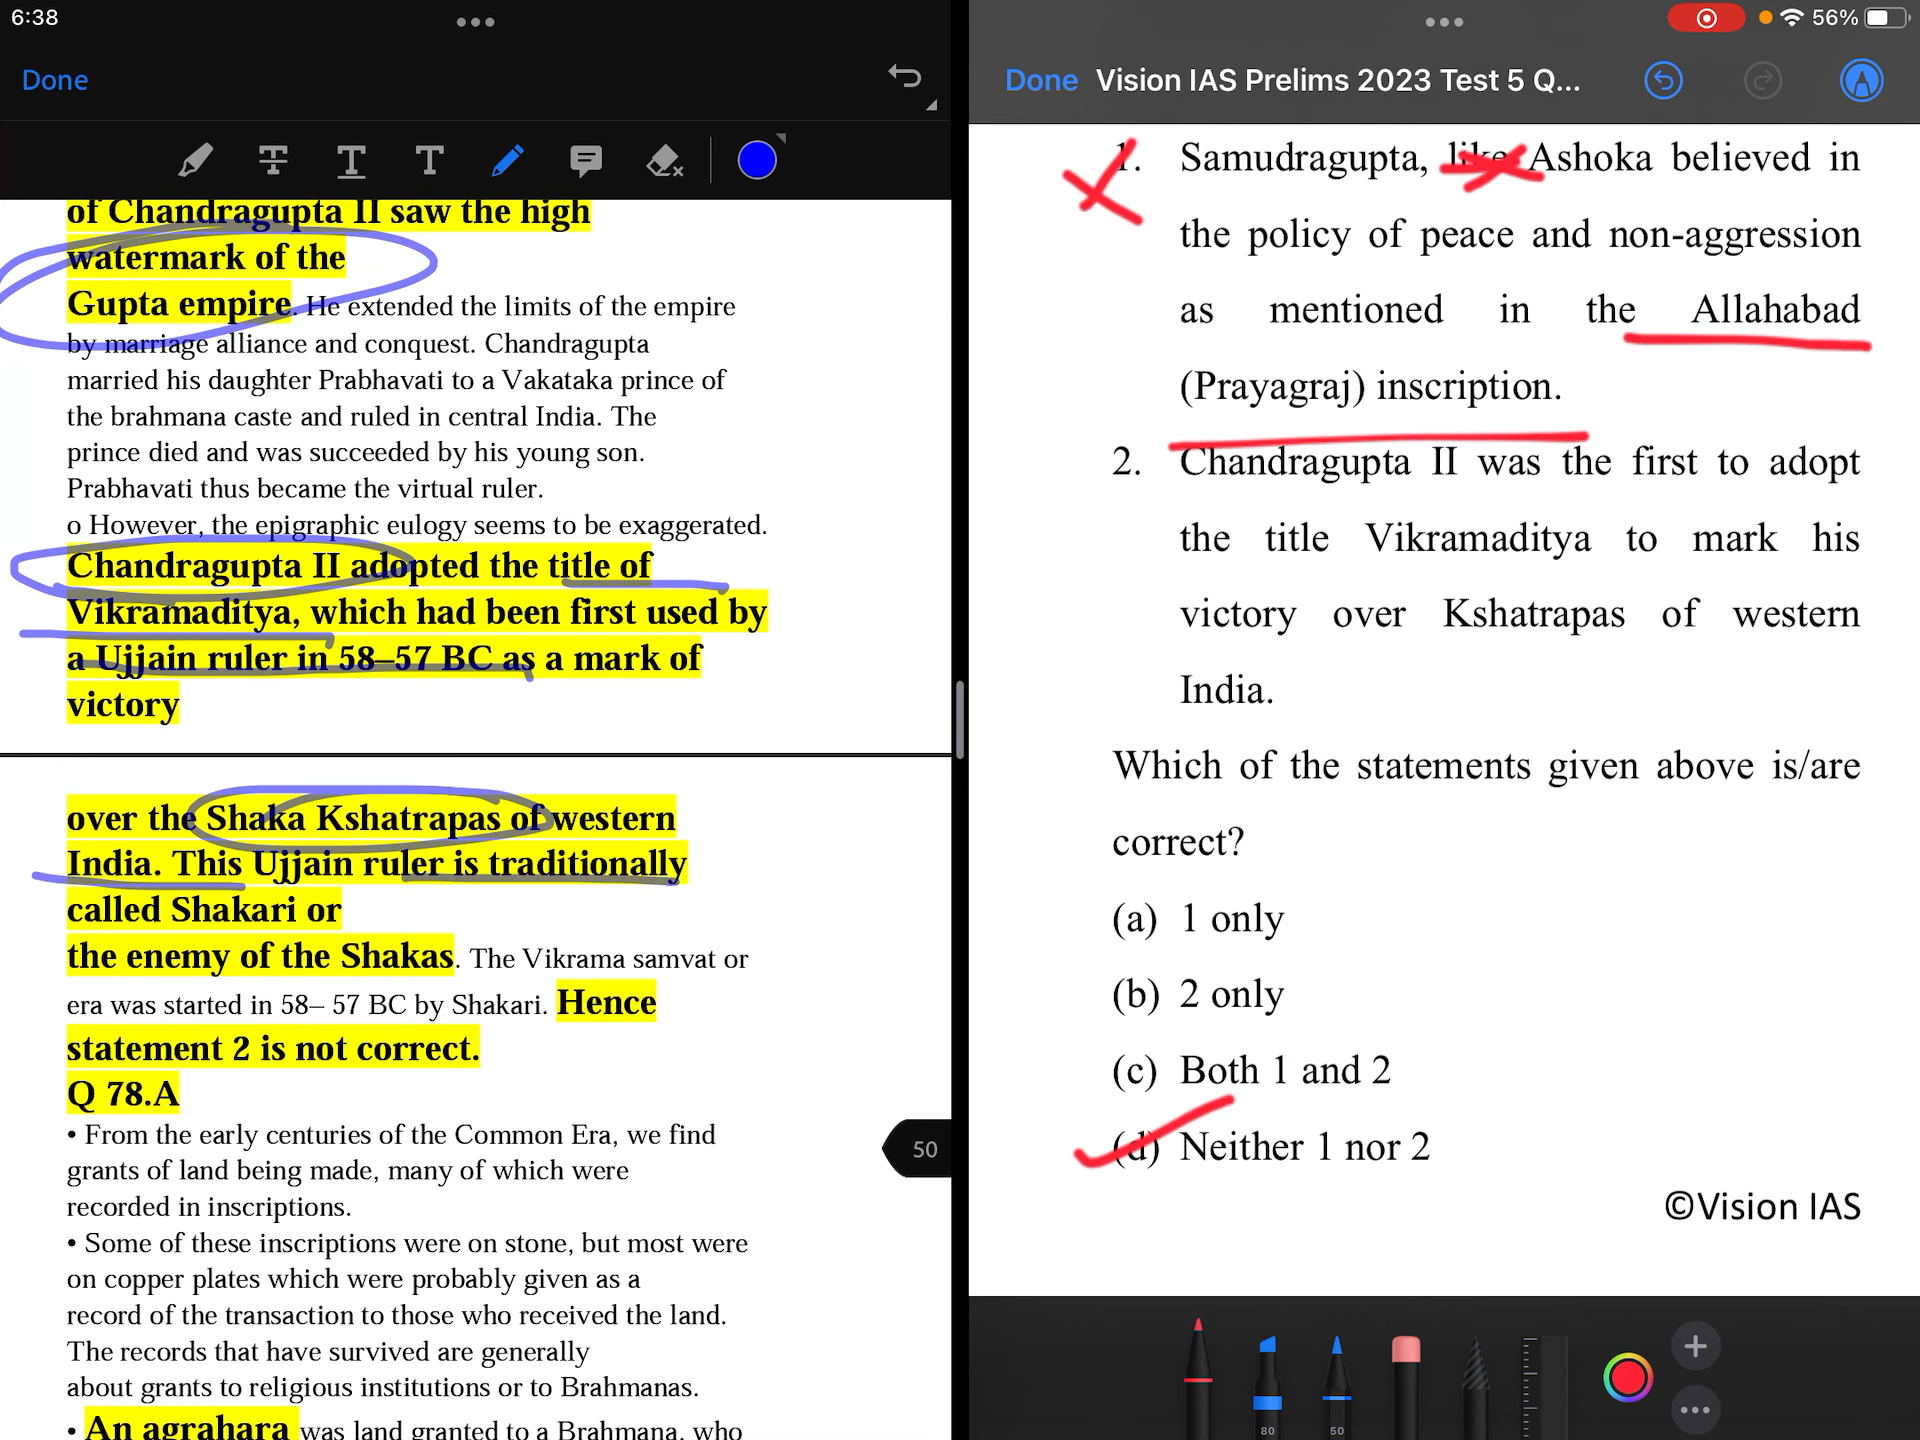 6:38
Done
of Chandragupta II saw the high
watermark of the
Gupta empire. He extended the limits of the empire
by marriage alliance and conquest. Chandragupta
married his daughter Prabhavati to a Vakataka prince of
the brahmana caste and ruled in central India. The
prince died and was succeeded by his young son.
Prabhavati thus became the virtual ruler.
o However, the epigraphic eulogy seems to be exaggerated.
Chandragupta II adopted the title of
Vikramaditya, which had been first used by
a Ujjain ruler in 58–57 BC as a mark of
victory
over the Shaka Kshatrapas of western
India. This Ujjain ruler is traditionally
called Shakari or
the enemy of the Shakas. The Vikrama samvat or
era was started in 58– 57 BC by Shakari. Hence
statement 2 is not correct.
Q 78.A
• From the early centuries of the Common Era, we find
grants of land being made, many of which were
recorded in inscriptions.
• Some of these inscriptions were on stone, but most were
on copper plates which were probably given as a
record of the transaction to those who received the land.
The records that have survived are generally
about grants to religious institutions or to Brahmanas.
• An agrahara was land granted to a Brahmana, who
50
56%
Done Vision IAS Prelims 2023 Test 5 Q...
1. Samudragupta, like Ashoka believed in
the policy of peace and non-aggression
as mentioned in the Allahabad
(Prayagraj) inscription.
2. Chandragupta II was the first to adopt
the title Vikramaditya to mark his
victory over Kshatrapas of western
India.
Which of the statements given above is/are
correct?
(a) 1 only
(b) 2 only
(c) Both 1 and 2
(d) Neither 1 nor 2
©Vision IAS
80
50